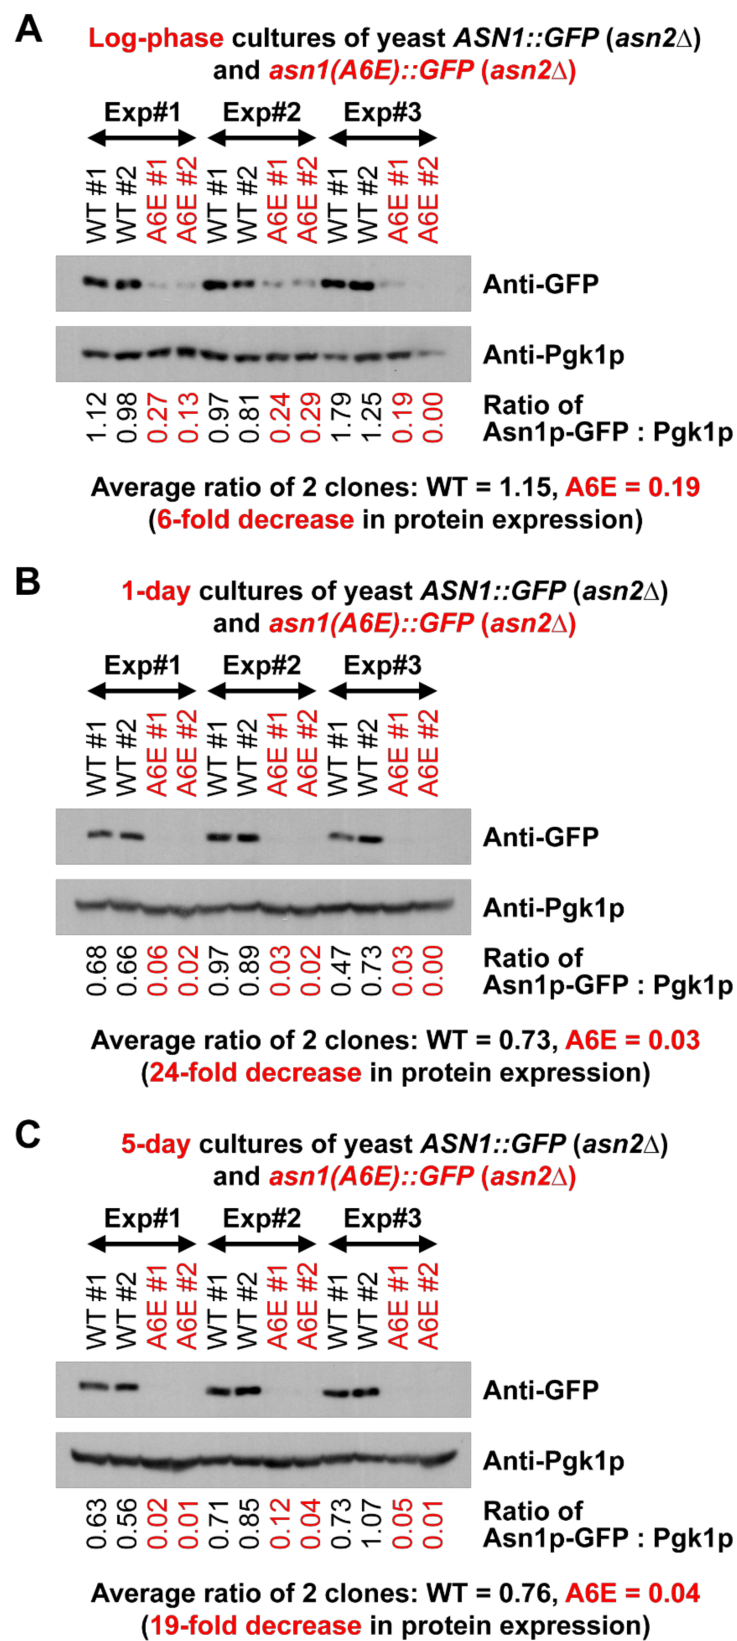 A
Log-phase cultures of yeast ASN1::GFP (asn2Δ)
and asn1(A6E)::GFP (asn2Δ)
Exp#1 Exp#2 Exp#3
WT #1 WT #2 A6E #1 A6E #2 WT #1 WT #2 A6E #1 A6E #2 WT #1 WT #2 A6E #1 A6E #2
Anti-GFP
Anti-Pgk1p
1.12 0.98 0.27 0.13 0.97 0.81 0.24 0.29 1.79 1.25 0.19 0.00
Ratio of
Asn1p-GFP : Pgk1p
Average ratio of 2 clones: WT = 1.15, A6E = 0.19
(6-fold decrease in protein expression)
B
1-day cultures of yeast ASN1::GFP (asn2Δ)
and asn1(A6E)::GFP (asn2Δ)
Exp#1 Exp#2 Exp#3
WT #1 WT #2 A6E #1 A6E #2 WT #1 WT #2 A6E #1 A6E #2 WT #1 WT #2 A6E #1 A6E #2
Anti-GFP
Anti-Pgk1p
0.68 0.66 0.06 0.02 0.97 0.89 0.03 0.02 0.47 0.73 0.03 0.00
Ratio of
Asn1p-GFP : Pgk1p
Average ratio of 2 clones: WT = 0.73, A6E = 0.03
(24-fold decrease in protein expression)
C
5-day cultures of yeast ASN1::GFP (asn2Δ)
and asn1(A6E)::GFP (asn2Δ)
Exp#1 Exp#2 Exp#3
WT #1 WT #2 A6E #1 A6E #2 WT #1 WT #2 A6E #1 A6E #2 WT #1 WT #2 A6E #1 A6E #2
Anti-GFP
Anti-Pgk1p
0.63 0.56 0.02 0.01 0.71 0.85 0.12 0.04 0.73 1.07 0.05 0.01
Ratio of
Asn1p-GFP : Pgk1p
Average ratio of 2 clones: WT = 0.76, A6E = 0.04
(19-fold decrease in protein expression)